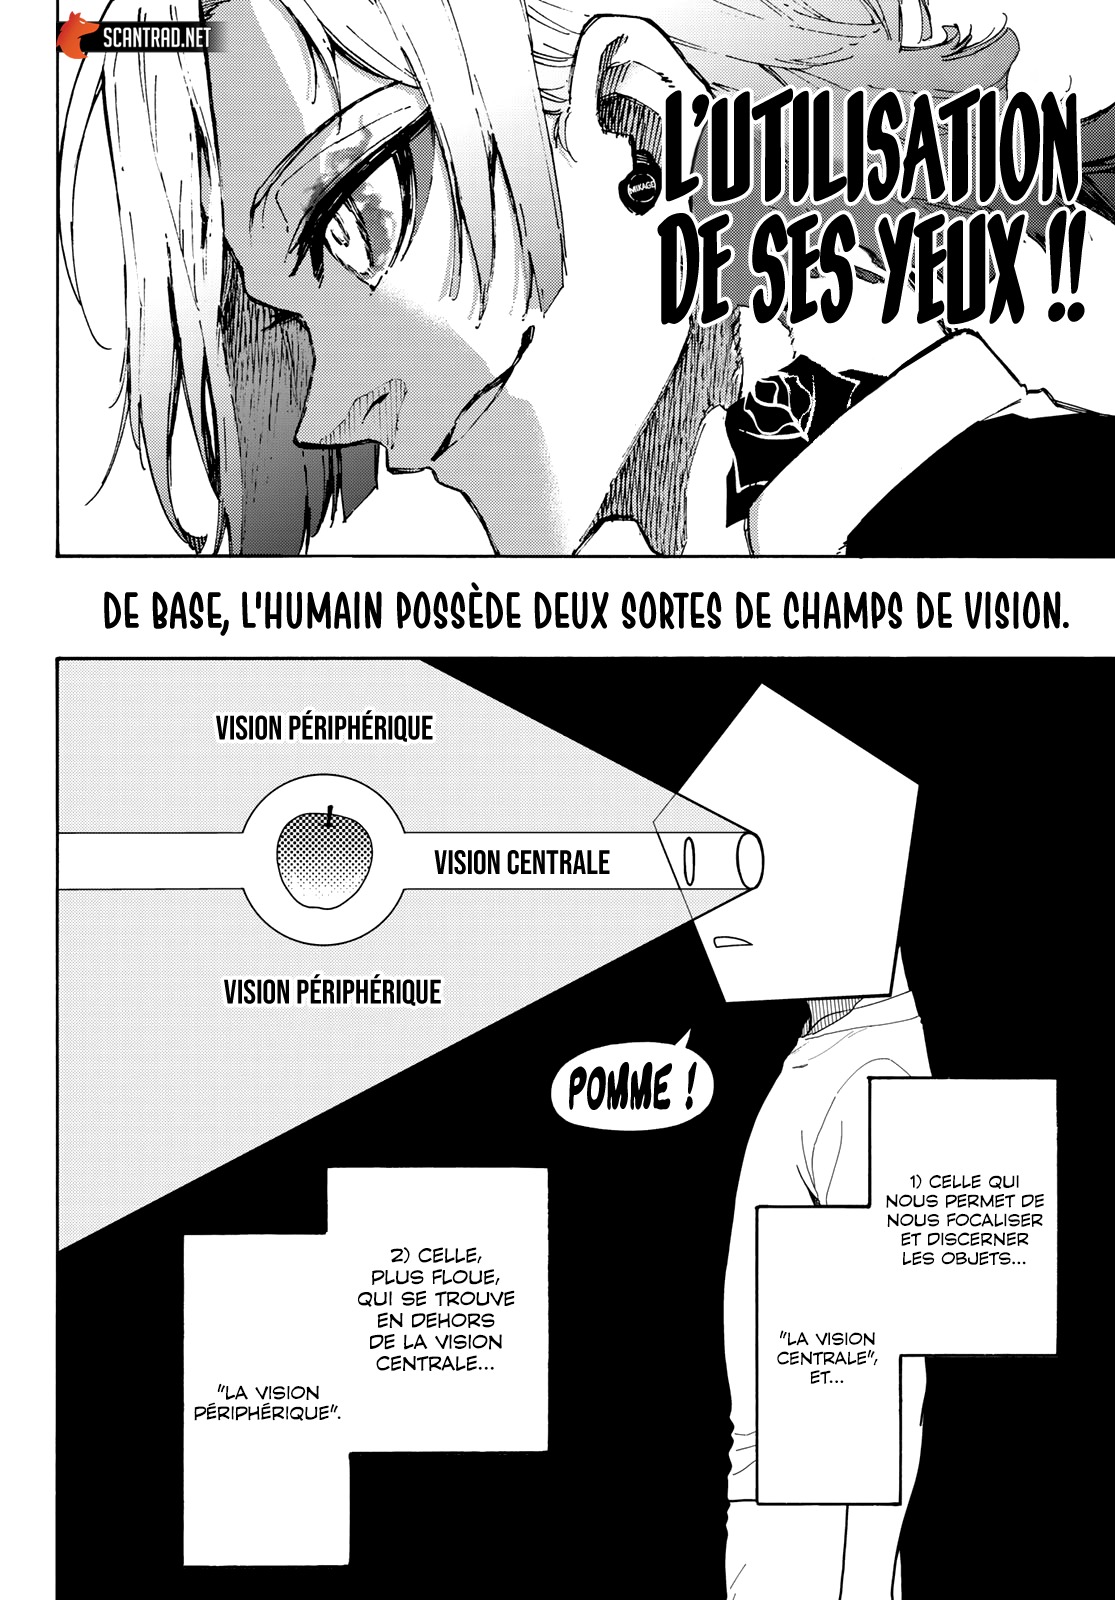 SCANTRAD.NET
L'UTILISATION
DE SES YEUX !!
MIKAGE
DE BASE, L'HUMAIN POSSÈDE DEUX SORTES DE CHAMPS DE VISION.
VISION PÉRIPHÉRIQUE
VISION CENTRALE
VISION PÉRIPHÉRIQUE
POMME !
1) CELLE QUI
NOUS PERMET DE
NOUS FOCALISER
ET DISCERNER
LES OBJETS...
"LA VISION
CENTRALE",
ET...
2) CELLE,
PLUS FLOUE,
QUI SE TROUVE
EN DEHORS
DE LA VISION
CENTRALE...
"LA VISION
PÉRIPHÉRIQUE".